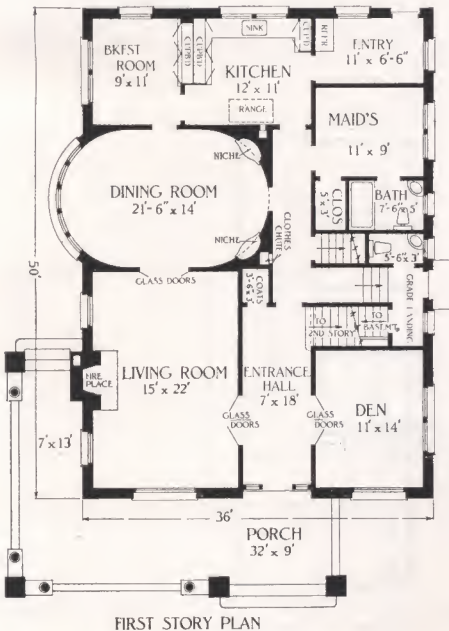 BKFST
ROOM
9' x 11'
CUPBD
CUPBD
SINK
CUPBD
REFR
KITCHEN
12' x 11'
RANGE
ENTRY
11' x 6'-6"
MAID'S
11' x 9'
NICHE
DINING ROOM
21'-6" x 14'
NICHE
CLOS
5' x 3'
BATH
7'-6" x 5'
CLOTHES
CHUTE
5'-6" x 3'
GLASS DOORS
COATS
3'-6" x 3'
GRADE LANDING
TO
2ND STORY
TO
BASEMT
50'
FIRE
PLACE
LIVING ROOM
15' x 22'
ENTRANCE
HALL
7' x 18'
GLASS
DOORS
GLASS
DOORS
DEN
11' x 14'
7' x 13'
36'
PORCH
32' x 9'
FIRST STORY PLAN